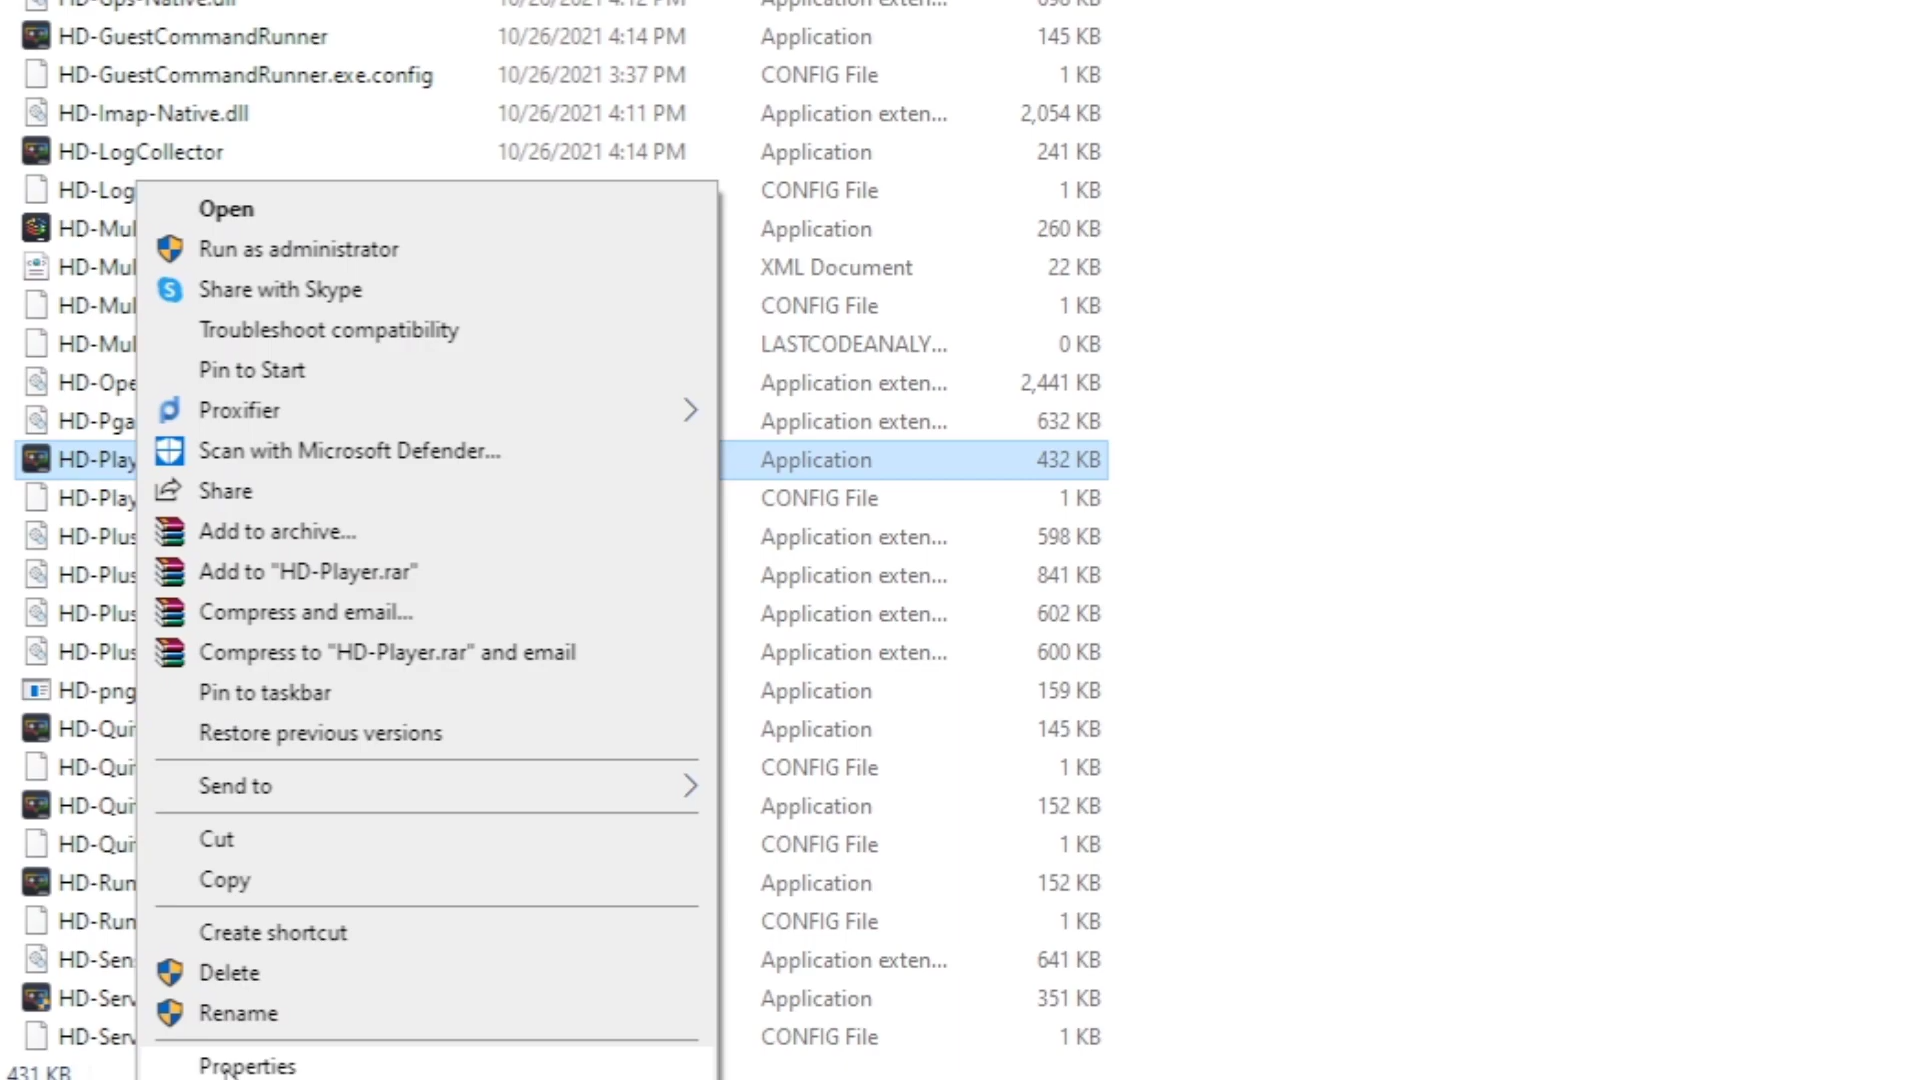 HD-Gps-Native.dll 10/26/2021 4:12 PM Application exten... 698 KB
HD-GuestCommandRunner 10/26/2021 4:14 PM Application 145 KB
HD-GuestCommandRunner.exe.config 10/26/2021 3:37 PM CONFIG File 1 KB
HD-Imap-Native.dll 10/26/2021 4:11 PM Application exten... 2,054 KB
HD-LogCollector 10/26/2021 4:14 PM Application 241 KB
HD-Log CONFIG File 1 KB
Open
HD-Mul Application 260 KB
Run as administrator
HD-Mul XML Document 22 KB
Share with Skype
HD-Mul CONFIG File 1 KB
Troubleshoot compatibility
HD-Mul LASTCODEANALY... 0 KB
Pin to Start
HD-Ope Application exten... 2,441 KB
Proxifier
HD-Pga Application exten... 632 KB
Scan with Microsoft Defender...
HD-Play Application 432 KB
Share
HD-Play CONFIG File 1 KB
Add to archive...
HD-Plus Application exten... 598 KB
Add to "HD-Player.rar"
HD-Plus Application exten... 841 KB
Compress and email...
HD-Plus Application exten... 602 KB
Compress to "HD-Player.rar" and email
HD-Plus Application exten... 600 KB
Pin to taskbar
HD-png Application 159 KB
Restore previous versions
HD-Qui Application 145 KB
HD-Qui CONFIG File 1 KB
Send to
HD-Qui Application 152 KB
Cut
HD-Qui CONFIG File 1 KB
Copy
HD-Run Application 152 KB
HD-Run CONFIG File 1 KB
Create shortcut
HD-Sen Application exten... 641 KB
Delete
HD-Serv Application 351 KB
Rename
HD-Serv CONFIG File 1 KB
Properties
431 KB